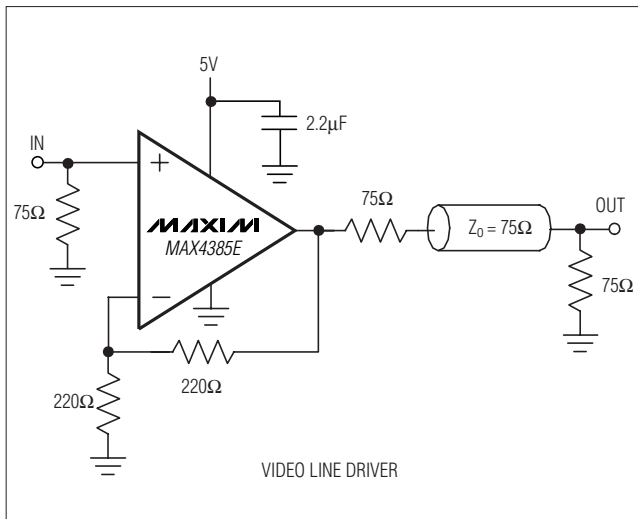 5V
2.2µF
IN
+
75Ω
75Ω
OUT
MAXIM
MAX4385E
Z₀ = 75Ω
75Ω
−
220Ω
220Ω
VIDEO LINE DRIVER